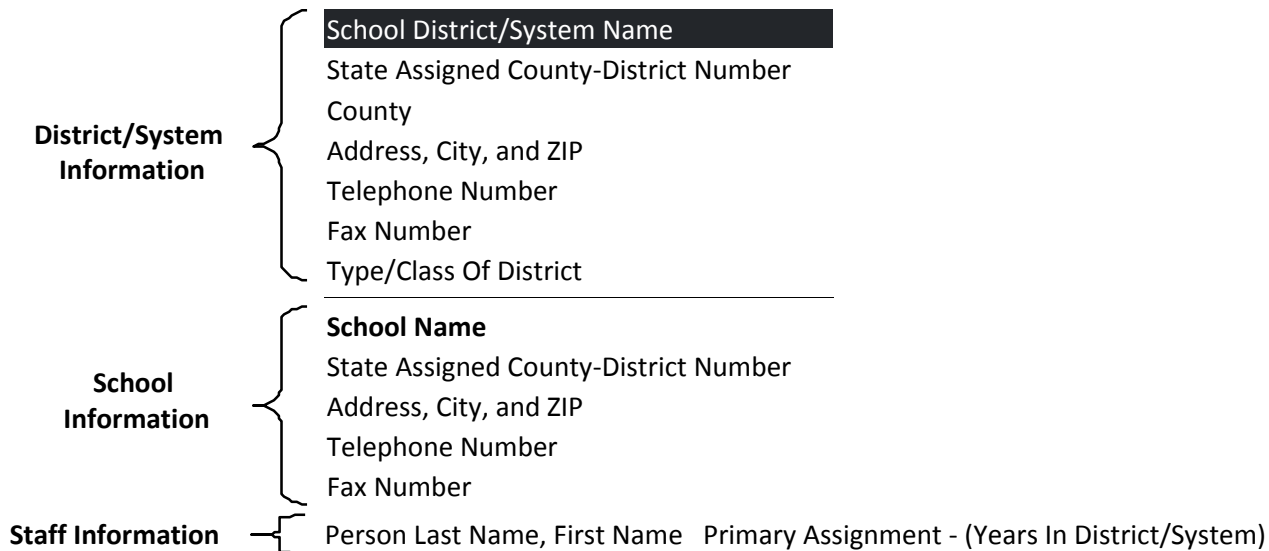 School District/System Name
State Assigned County-District Number
County
District/System
Information
Address, City, and ZIP
Telephone Number
Fax Number
Type/Class Of District
School Name
State Assigned County-District Number
School
Information
Address, City, and ZIP
Telephone Number
Fax Number
Staff Information
Person Last Name, First Name Primary Assignment - (Years In District/System)